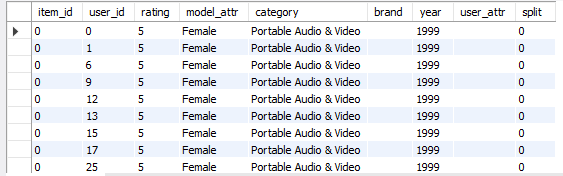 item_id user_id rating model_attr category brand year user_attr split
0 0 5 Female Portable Audio & Video 1999 0
0 1 5 Female Portable Audio & Video 1999 0
0 6 5 Female Portable Audio & Video 1999 0
0 9 5 Female Portable Audio & Video 1999 0
0 12 5 Female Portable Audio & Video 1999 0
0 13 5 Female Portable Audio & Video 1999 0
0 15 5 Female Portable Audio & Video 1999 0
0 17 5 Female Portable Audio & Video 1999 0
0 25 5 Female Portable Audio & Video 1999 0